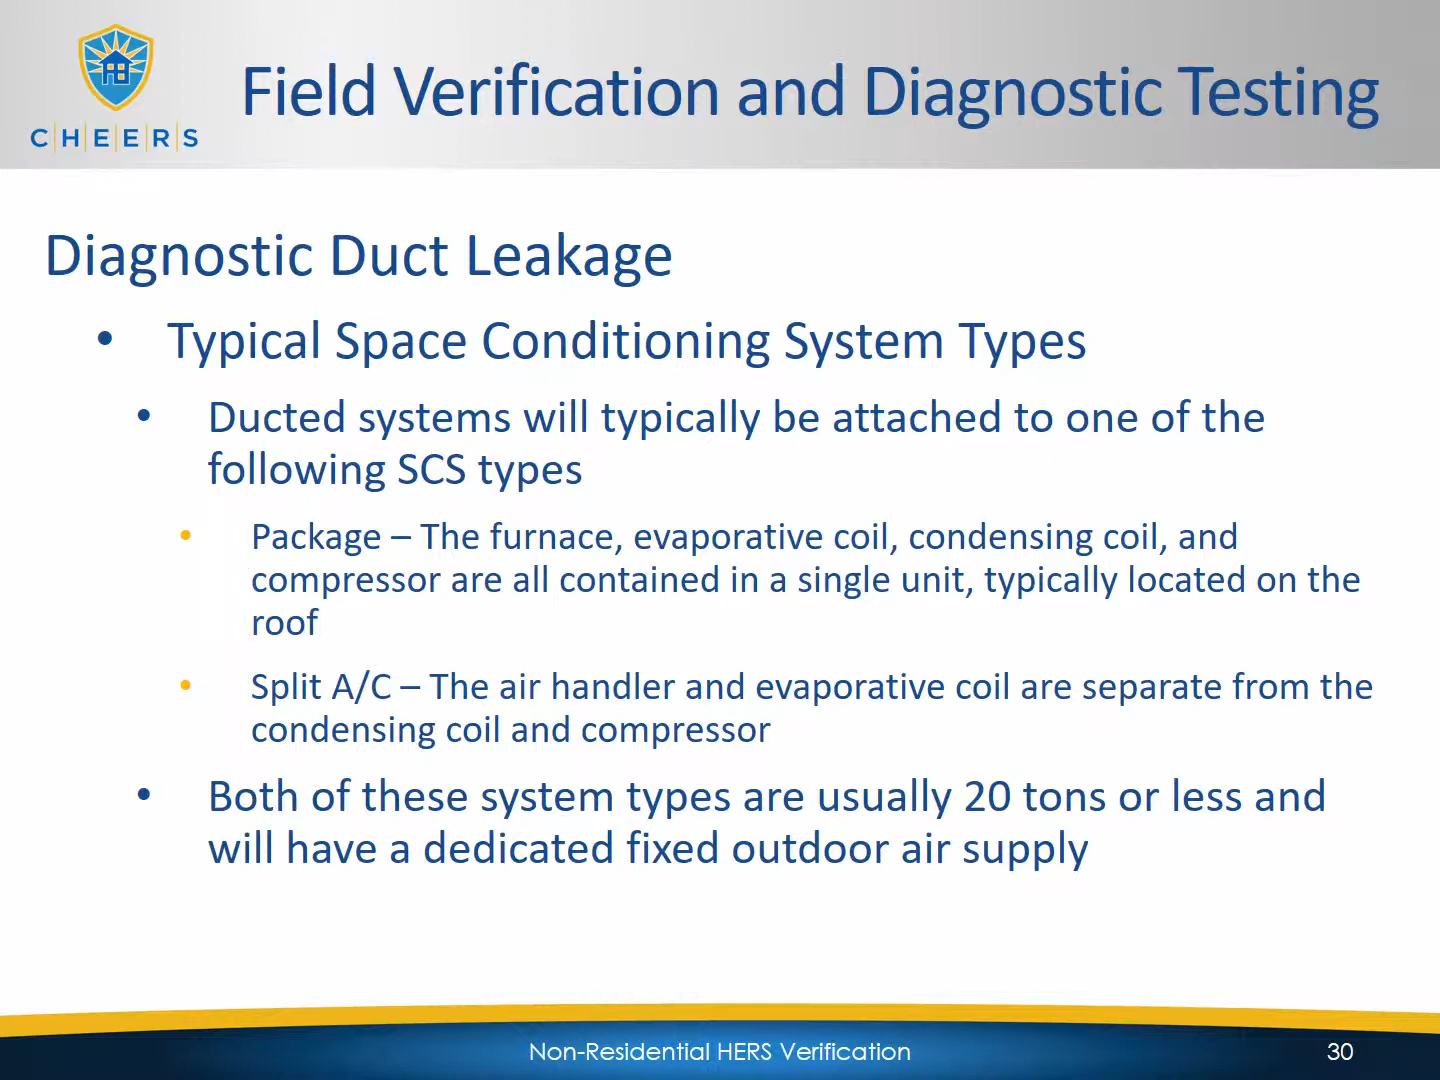 C|H|E|E|R|S
Field Verification and Diagnostic Testing
Diagnostic Duct Leakage
• Typical Space Conditioning System Types
• Ducted systems will typically be attached to one of the
following SCS types
• Package – The furnace, evaporative coil, condensing coil, and
compressor are all contained in a single unit, typically located on the
roof
• Split A/C – The air handler and evaporative coil are separate from the
condensing coil and compressor
• Both of these system types are usually 20 tons or less and
will have a dedicated fixed outdoor air supply
Non-Residential HERS Verification
30